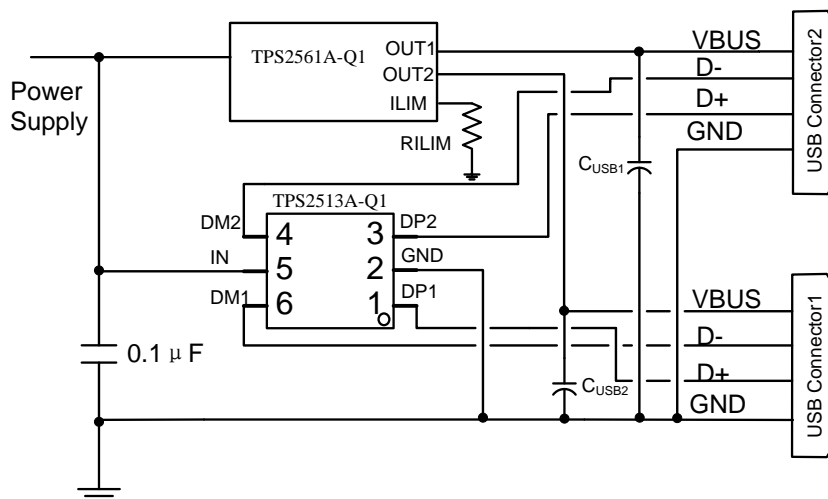 TPS2561A-Q1
OUT1
OUT2
ILIM
RILIM
Power
Supply
VBUS
D-
D+
GND
USB Connector2
CUSB1
TPS2513A-Q1
DM2
4
3
DP2
IN
5
2
GND
DM1
6
1
DP1
0.1 μF
CUSB2
VBUS
D-
D+
GND
USB Connector1